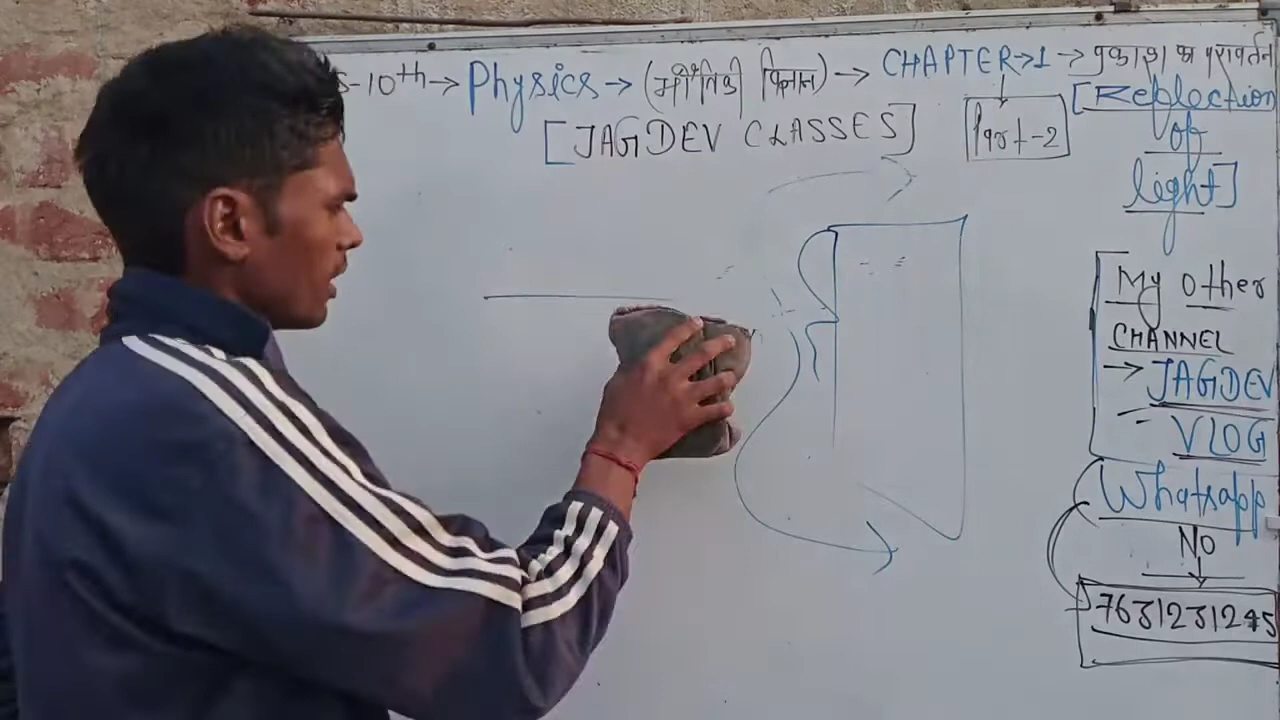 -10th→ Physics → (भौतिकी विज्ञान) → CHAPTER→1 → प्रकाश का परावर्तन
[JAGDEV CLASSES]
Part-2
[Reflection
of
light]
My other
CHANNEL
→ JAGDEV
VLOG
Whatsapp
No
7631231245